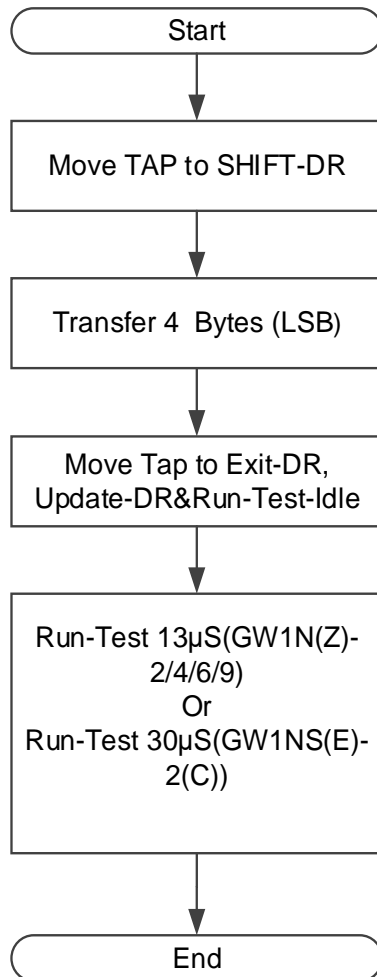 Start
Move TAP to SHIFT-DR
Transfer 4  Bytes (LSB)
Move Tap to Exit-DR,
Update-DR&Run-Test-Idle
Run-Test 13µS(GW1N(Z)-
2/4/6/9)
Or
Run-Test 30µS(GW1NS(E)-
2(C))
End